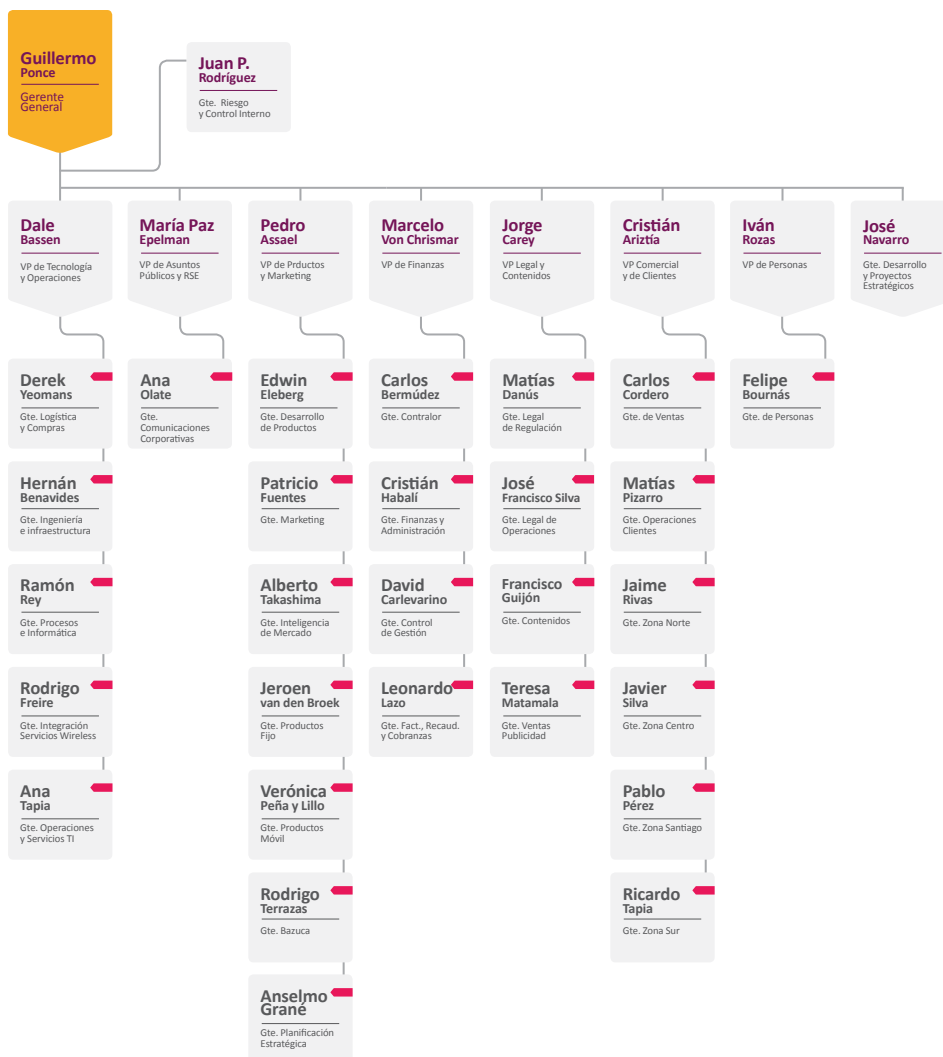 Guillermo
Ponce
Gerente
General
Juan P.
Rodríguez
Gte. Riesgo
y Control Interno
Dale
Bassen
VP de Tecnología
y Operaciones
María Paz
Epelman
VP de Asuntos
Públicos y RSE
Pedro
Assael
VP de Prductos
y Marketing
Marcelo
Von Chrismar
VP de Finanzas
Jorge
Carey
VP Legal y
Contenidos
Cristián
Ariztía
VP Comercial
y de Clientes
Iván
Rozas
VP de Personas
José
Navarro
Gte. Desarrollo
y Proyectos
Estratégicos
Derek
Yeomans
Gte. Logística
y Compras
Hernán
Benavides
Gte. Ingeniería
e infraestructura
Ramón
Rey
Gte. Procesos
e Informática
Rodrigo
Freire
Gte. Integración
Servicios Wireless
Ana
Tapia
Gte. Operaciones
y Servicios TI
Ana
Olate
Gte.
Comunicaciones
Corporativas
Edwin
Eleberg
Gte. Desarrollo
de Productos
Patricio
Fuentes
Gte. Marketing
Alberto
Takashima
Gte. Inteligencia
de Mercado
Jeroen
van den Broek
Gte. Productos
Fijo
Verónica
Peña y Lillo
Gte. Productos
Móvil
Rodrigo
Terrazas
Gte. Bazuca
Anselmo
Grané
Gte. Planificación
Estratégica
Carlos
Bermúdez
Gte. Contralor
Cristián
Habalí
Gte. Finanzas y
Administración
David
Carlevarino
Gte. Control
de Gestión
Leonardo
Lazo
Gte. Fact., Recaud.
y Cobranzas
Matías
Danús
Gte. Legal
de Regulación
José
Francisco Silva
Gte. Legal de
Operaciones
Francisco
Guijón
Gte. Contenidos
Teresa
Matamala
Gte. Ventas
Publicidad
Carlos
Cordero
Gte. de Ventas
Matías
Pizarro
Gte. Operaciones
Clientes
Jaime
Rivas
Gte. Zona Norte
Javier
Silva
Gte. Zona Centro
Pablo
Pérez
Gte. Zona Santiago
Ricardo
Tapia
Gte. Zona Sur
Felipe
Bournás
Gte. de Personas